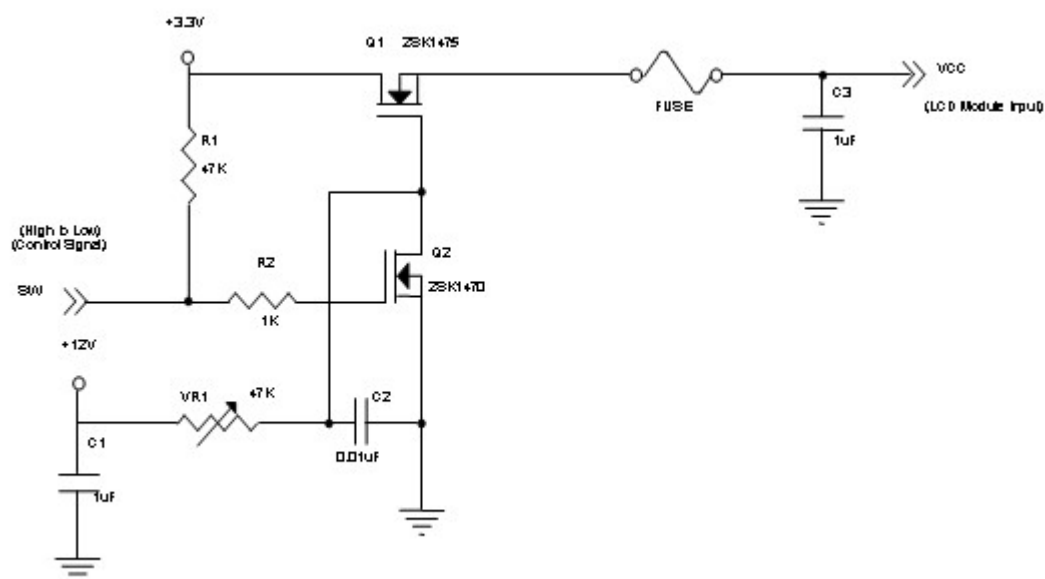 +3.3V
Q1 2SK1475
VCC
(LCD Module Input)
FUSE
C3
1uF
R1
47K
(High to Low)
(Control Signal)
SW
R2
1K
Q2
2SK1470
+12V
VR1
47K
C2
0.01uF
C1
1uF